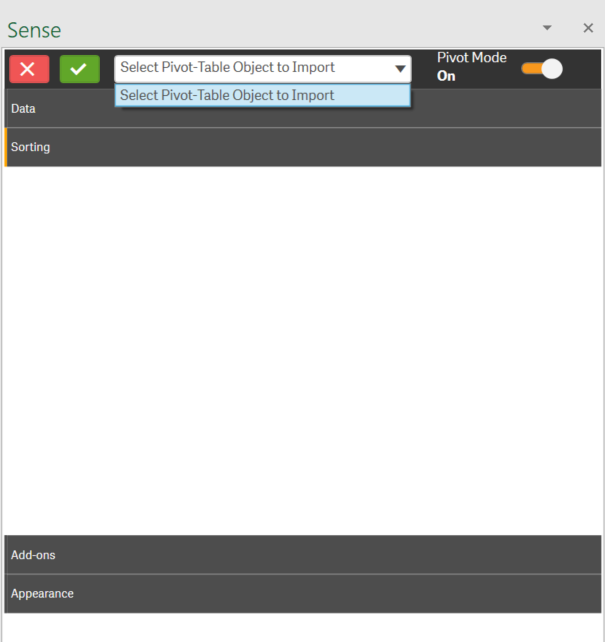 Sense
Select Pivot-Table Object to Import
Pivot Mode
On
Select Pivot-Table Object to Import
Data
Sorting
Add-ons
Appearance